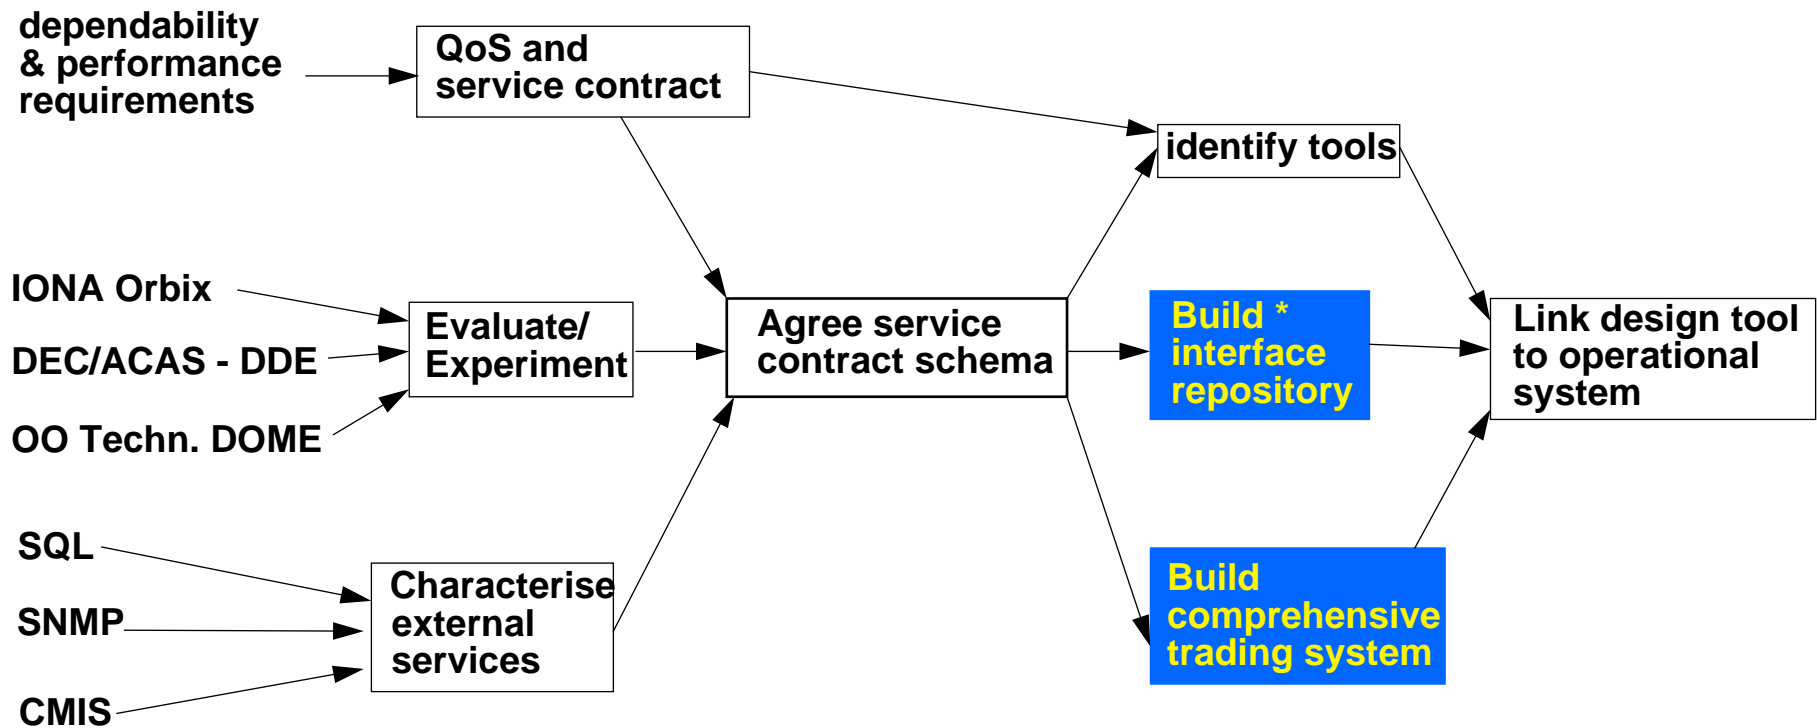 dependability
& performance
requirements
QoS and
service contract
identify tools
IONA Orbix
DEC/ACAS - DDE
OO Techn. DOME
Evaluate/
Experiment
Agree service
contract schema
Build *
interface
repository
Link design tool
to operational
system
SQL
SNMP
CMIS
Characterise
external
services
Build
comprehensive
trading system